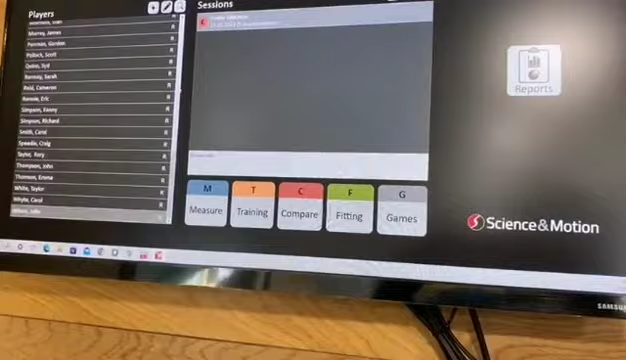 Players
Sessions
Murray, James R
Penman, Gordon R
Pollock, Scott R
Quinn, Syd R
Ramsay, Sarah R
Reid, Cameron R
Rennie, Eric R
Simpson, Fanny R
Simpson, Richard R
Smith, Carol R
Speedie, Craig R
Taylor, Rory R
Thompson, John R
Thomson, Emma R
White, Taylor R
Whyte, Carol R
Reports
M T C F G
Measure Training Compare Fitting Games
Science&Motion
SAMSUNG